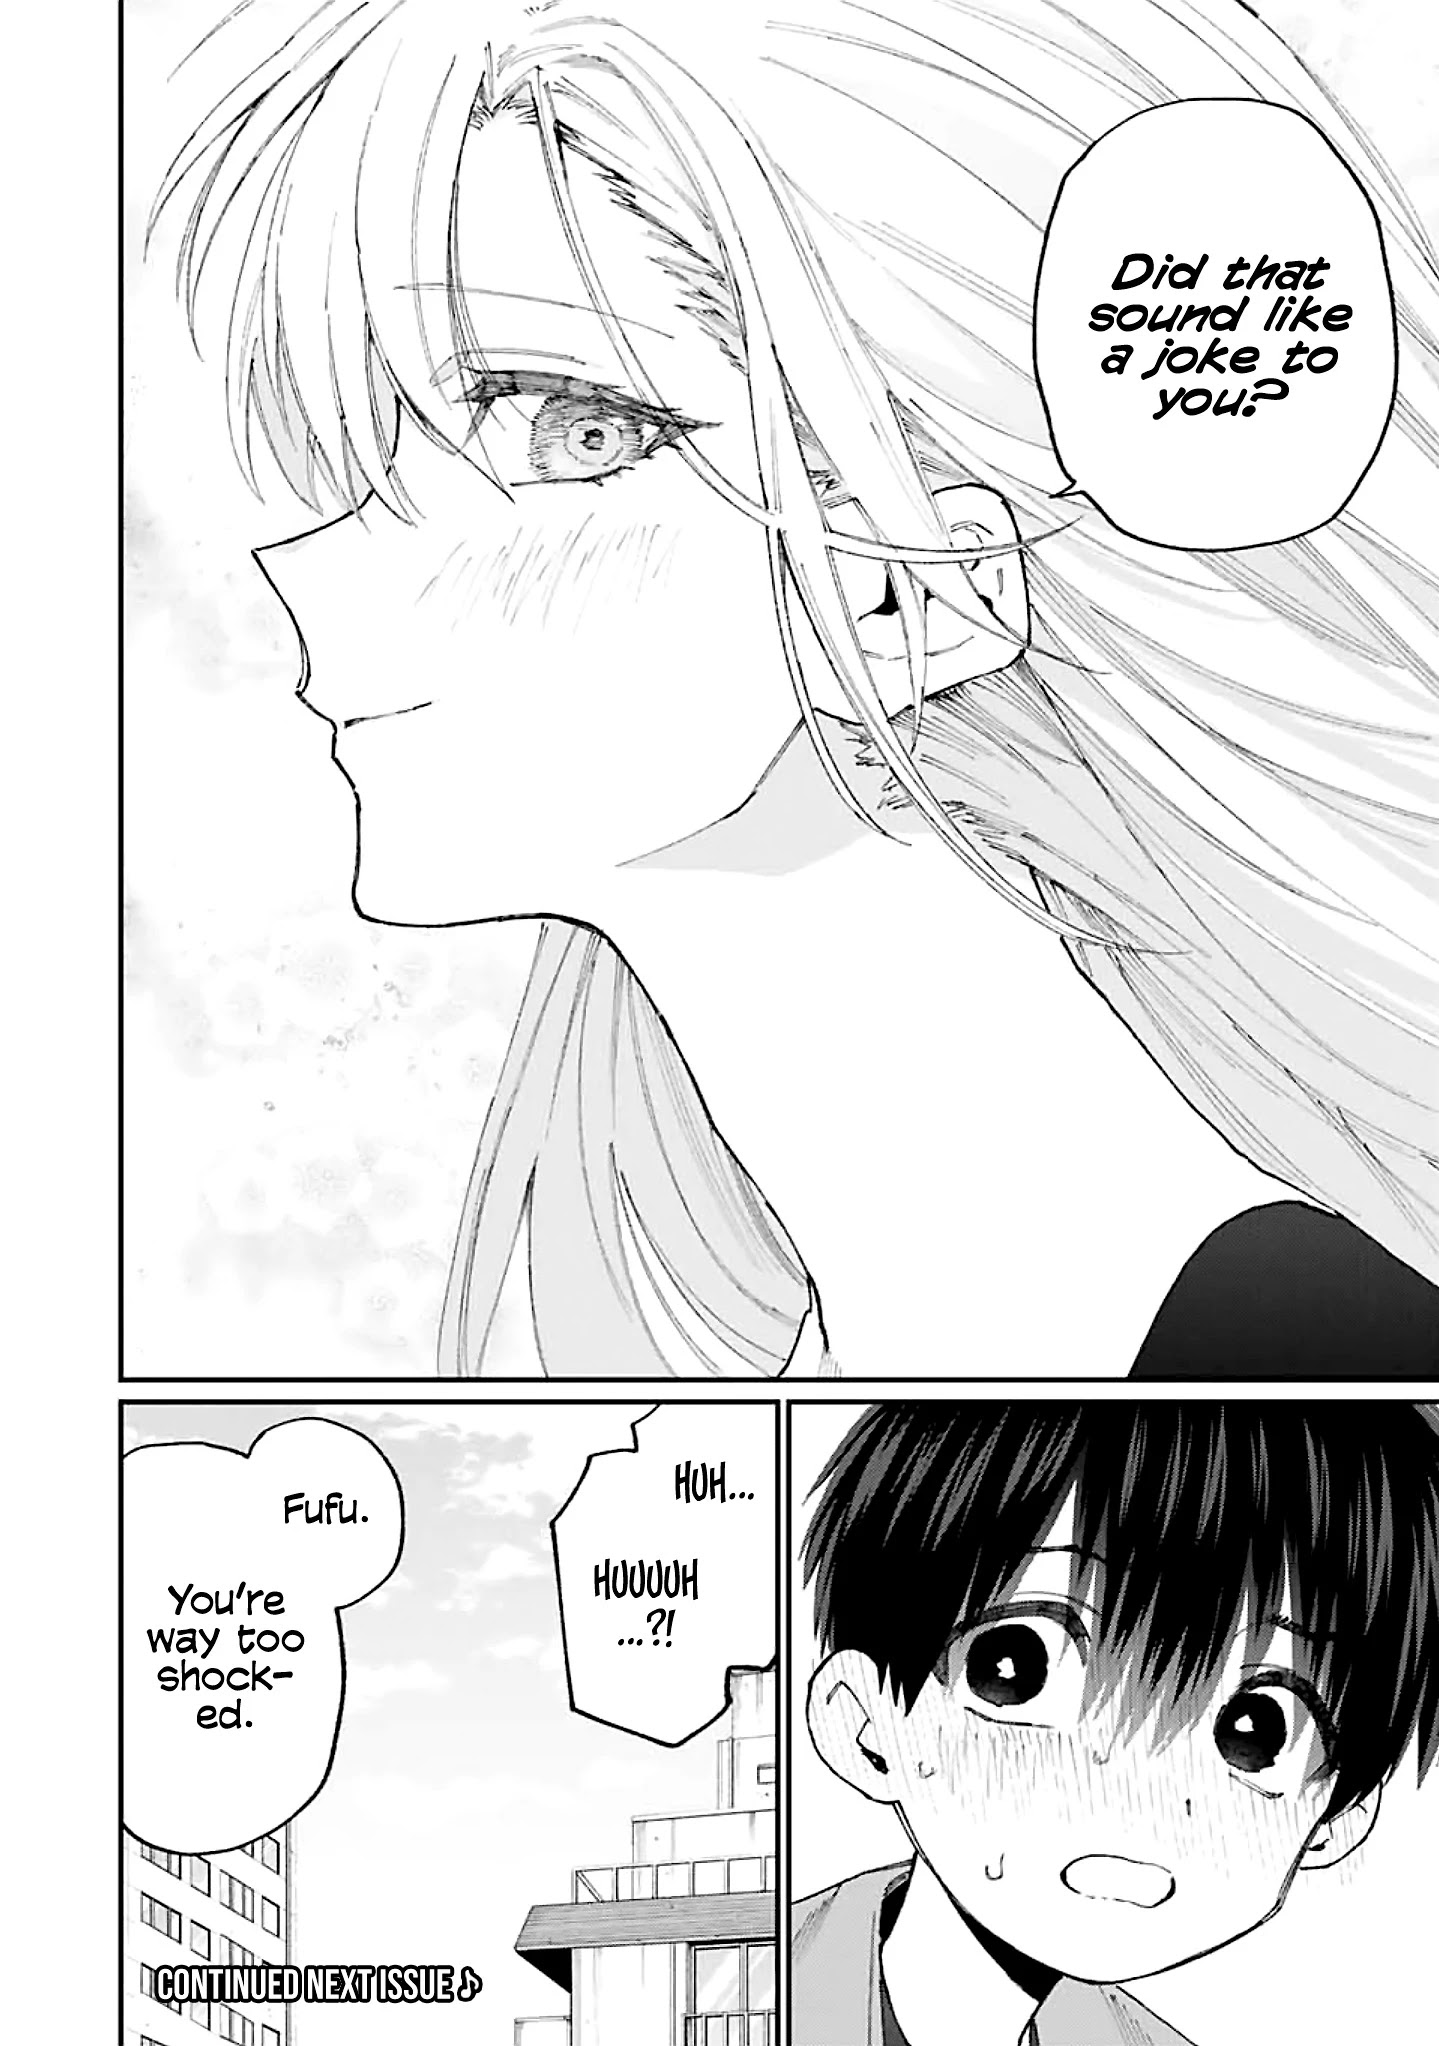 Did that
sound like
a joke to
you?
HUH...
HUUUUH
...?!
Fufu.
You're
way too
shock-
ed.
CONTINUED NEXT ISSUE ♪